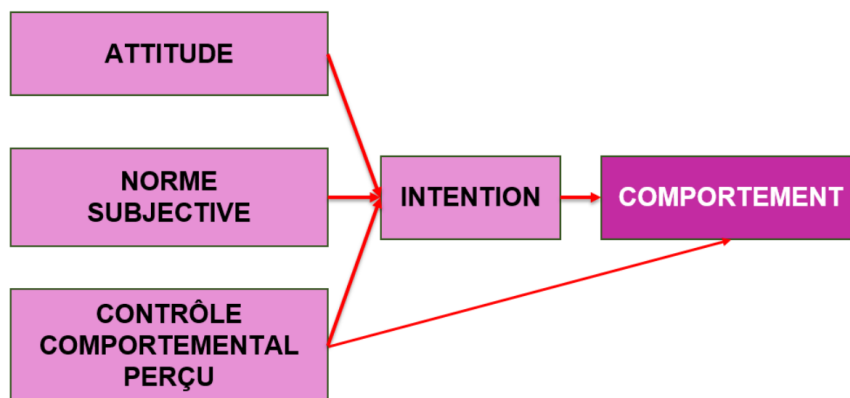 ATTITUDE
NORME
SUBJECTIVE
INTENTION
COMPORTEMENT
CONTRÔLE
COMPORTEMENTAL
PERÇU